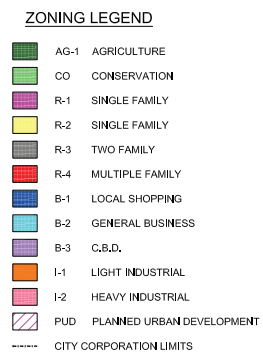 ZONING LEGEND
AG-1 AGRICULTURE
CO CONSERVATION
R-1 SINGLE FAMILY
R-2 SINGLE FAMILY
R-3 TWO FAMILY
R-4 MULTIPLE FAMILY
B-1 LOCAL SHOPPING
B-2 GENERAL BUSINESS
B-3 C.B.D.
I-1 LIGHT INDUSTRIAL
I-2 HEAVY INDUSTRIAL
PUD PLANNED URBAN DEVELOPMENT
CITY CORPORATION LIMITS